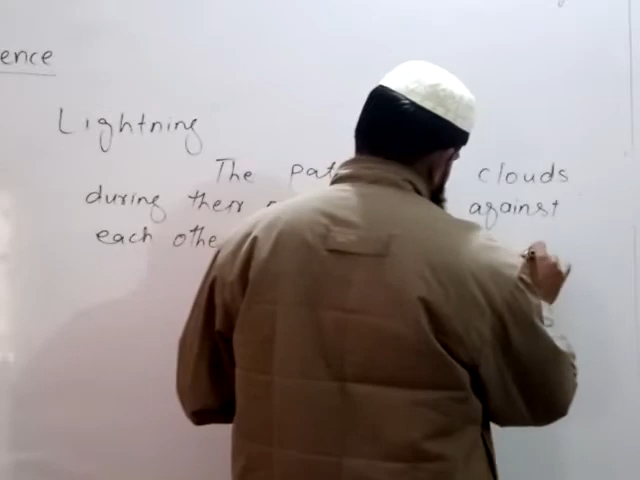 ence
Lightning
The pat clouds
during their against
each othe